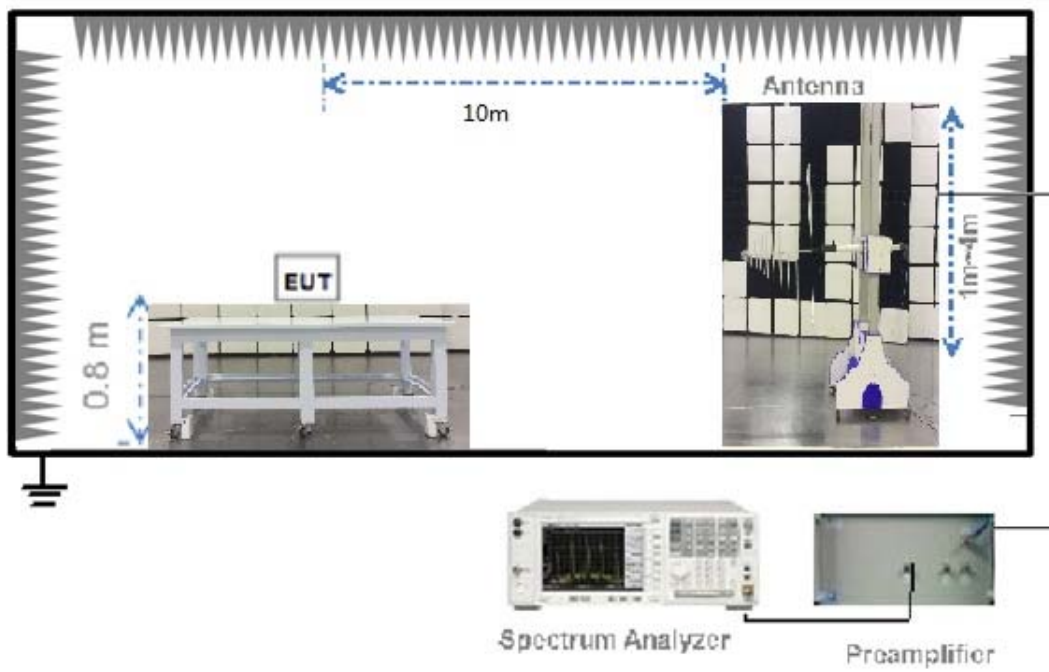 Antenna
10m
1m~4m
EUT
0.8 m
Spectrum Analyzer
Preamplifier